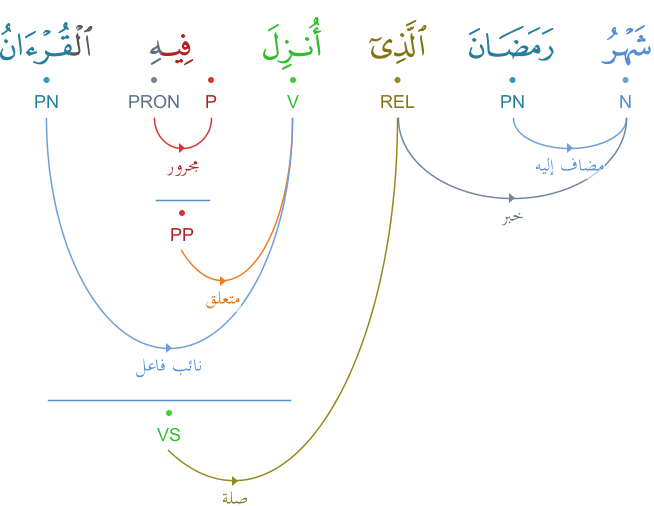 شَهْرُ رَمَضَانَ ٱلَّذِىٓ أُنزِلَ فِيهِ ٱلْقُرْءَانُ
N PN REL V P PRON PN
مضاف إليه
مجرور
خبر
PP
متعلق
نائب فاعل
VS
صلة